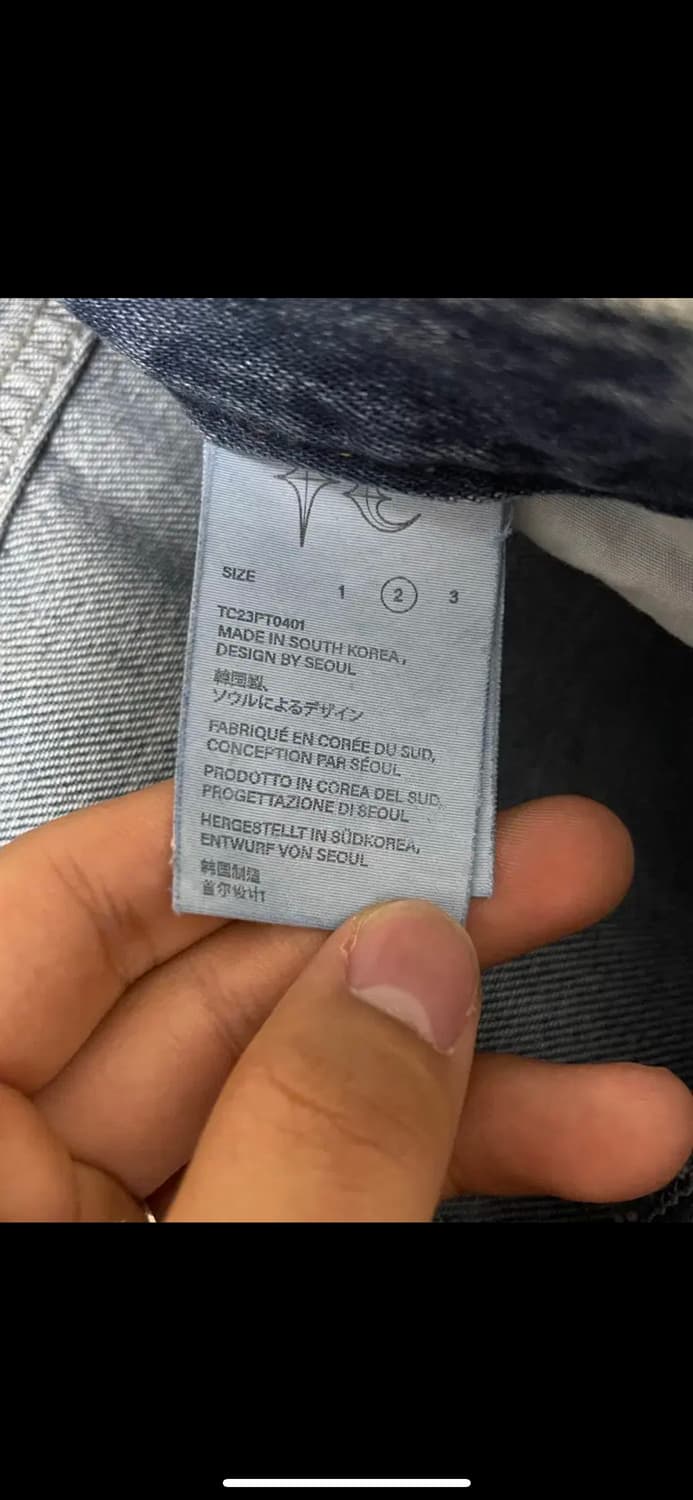 SIZE 1 2 3
TC23PT0401
MADE IN SOUTH KOREA,
DESIGN BY SEOUL
韓国製、
ソウルによるデザイン
FABRIQUÉ EN CORÉE DU SUD,
CONCEPTION PAR SÉOUL
PRODOTTO IN COREA DEL SUD,
PROGETTAZIONE DI SEOUL
HERGESTELLT IN SÜDKOREA,
ENTWURF VON SEOUL
韩国制造
首尔设计